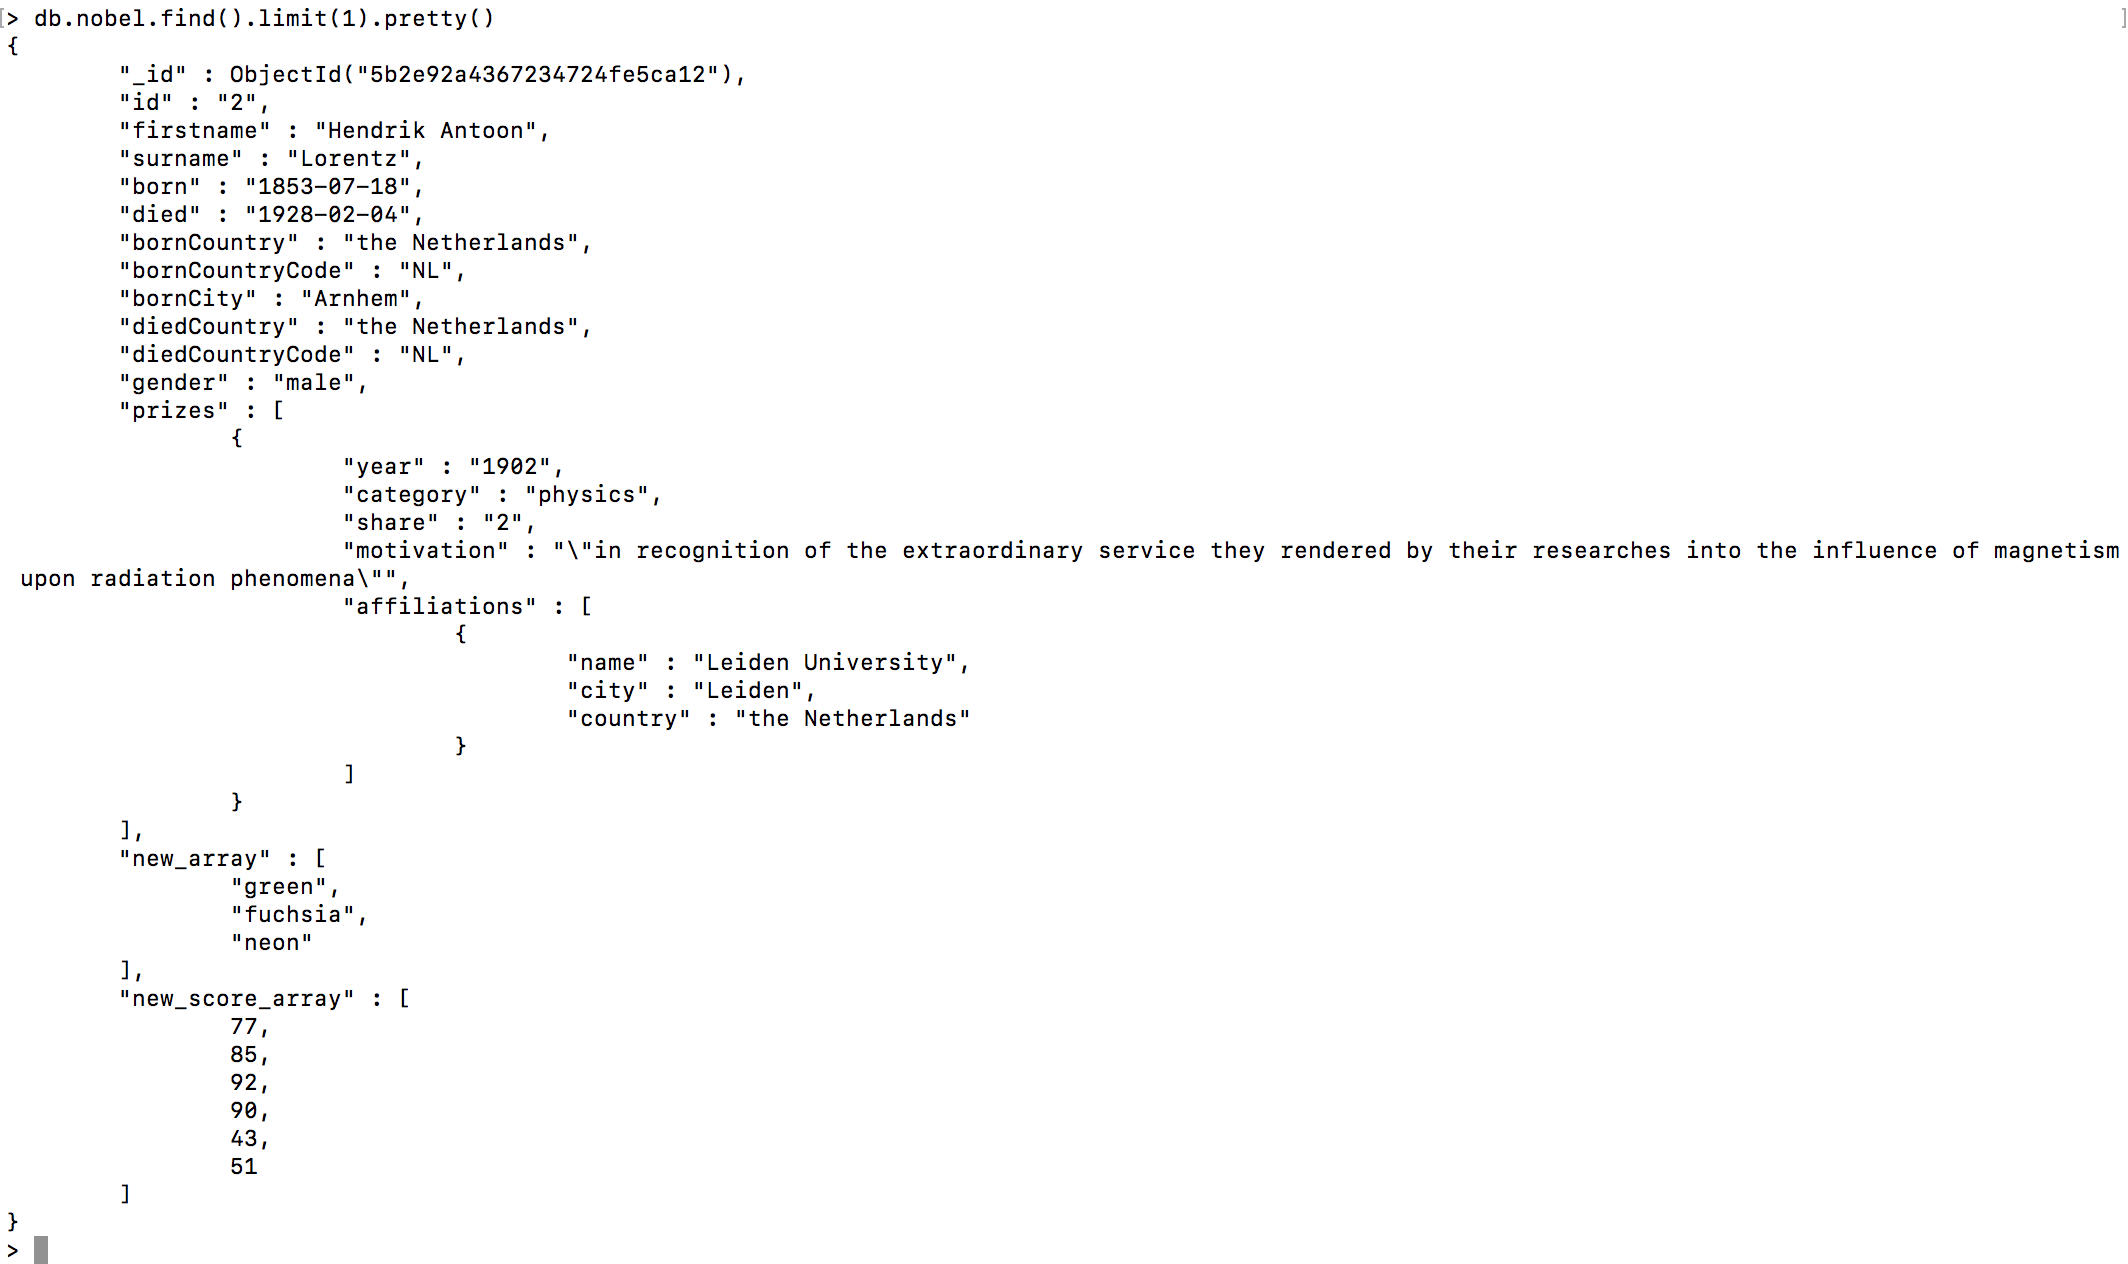 [> db.nobel.find().limit(1).pretty() ]
{
"_id" : ObjectId("5b2e92a4367234724fe5ca12"),
"id" : "2",
"firstname" : "Hendrik Antoon",
"surname" : "Lorentz",
"born" : "1853-07-18",
"died" : "1928-02-04",
"bornCountry" : "the Netherlands",
"bornCountryCode" : "NL",
"bornCity" : "Arnhem",
"diedCountry" : "the Netherlands",
"diedCountryCode" : "NL",
"gender" : "male",
"prizes" : [
{
"year" : "1902",
"category" : "physics",
"share" : "2",
"motivation" : "\"in recognition of the extraordinary service they rendered by their researches into the influence of magnetism
upon radiation phenomena\"",
"affiliations" : [
{
"name" : "Leiden University",
"city" : "Leiden",
"country" : "the Netherlands"
}
]
}
],
"new_array" : [
"green",
"fuchsia",
"neon"
],
"new_score_array" : [
77,
85,
92,
90,
43,
51
]
}
>